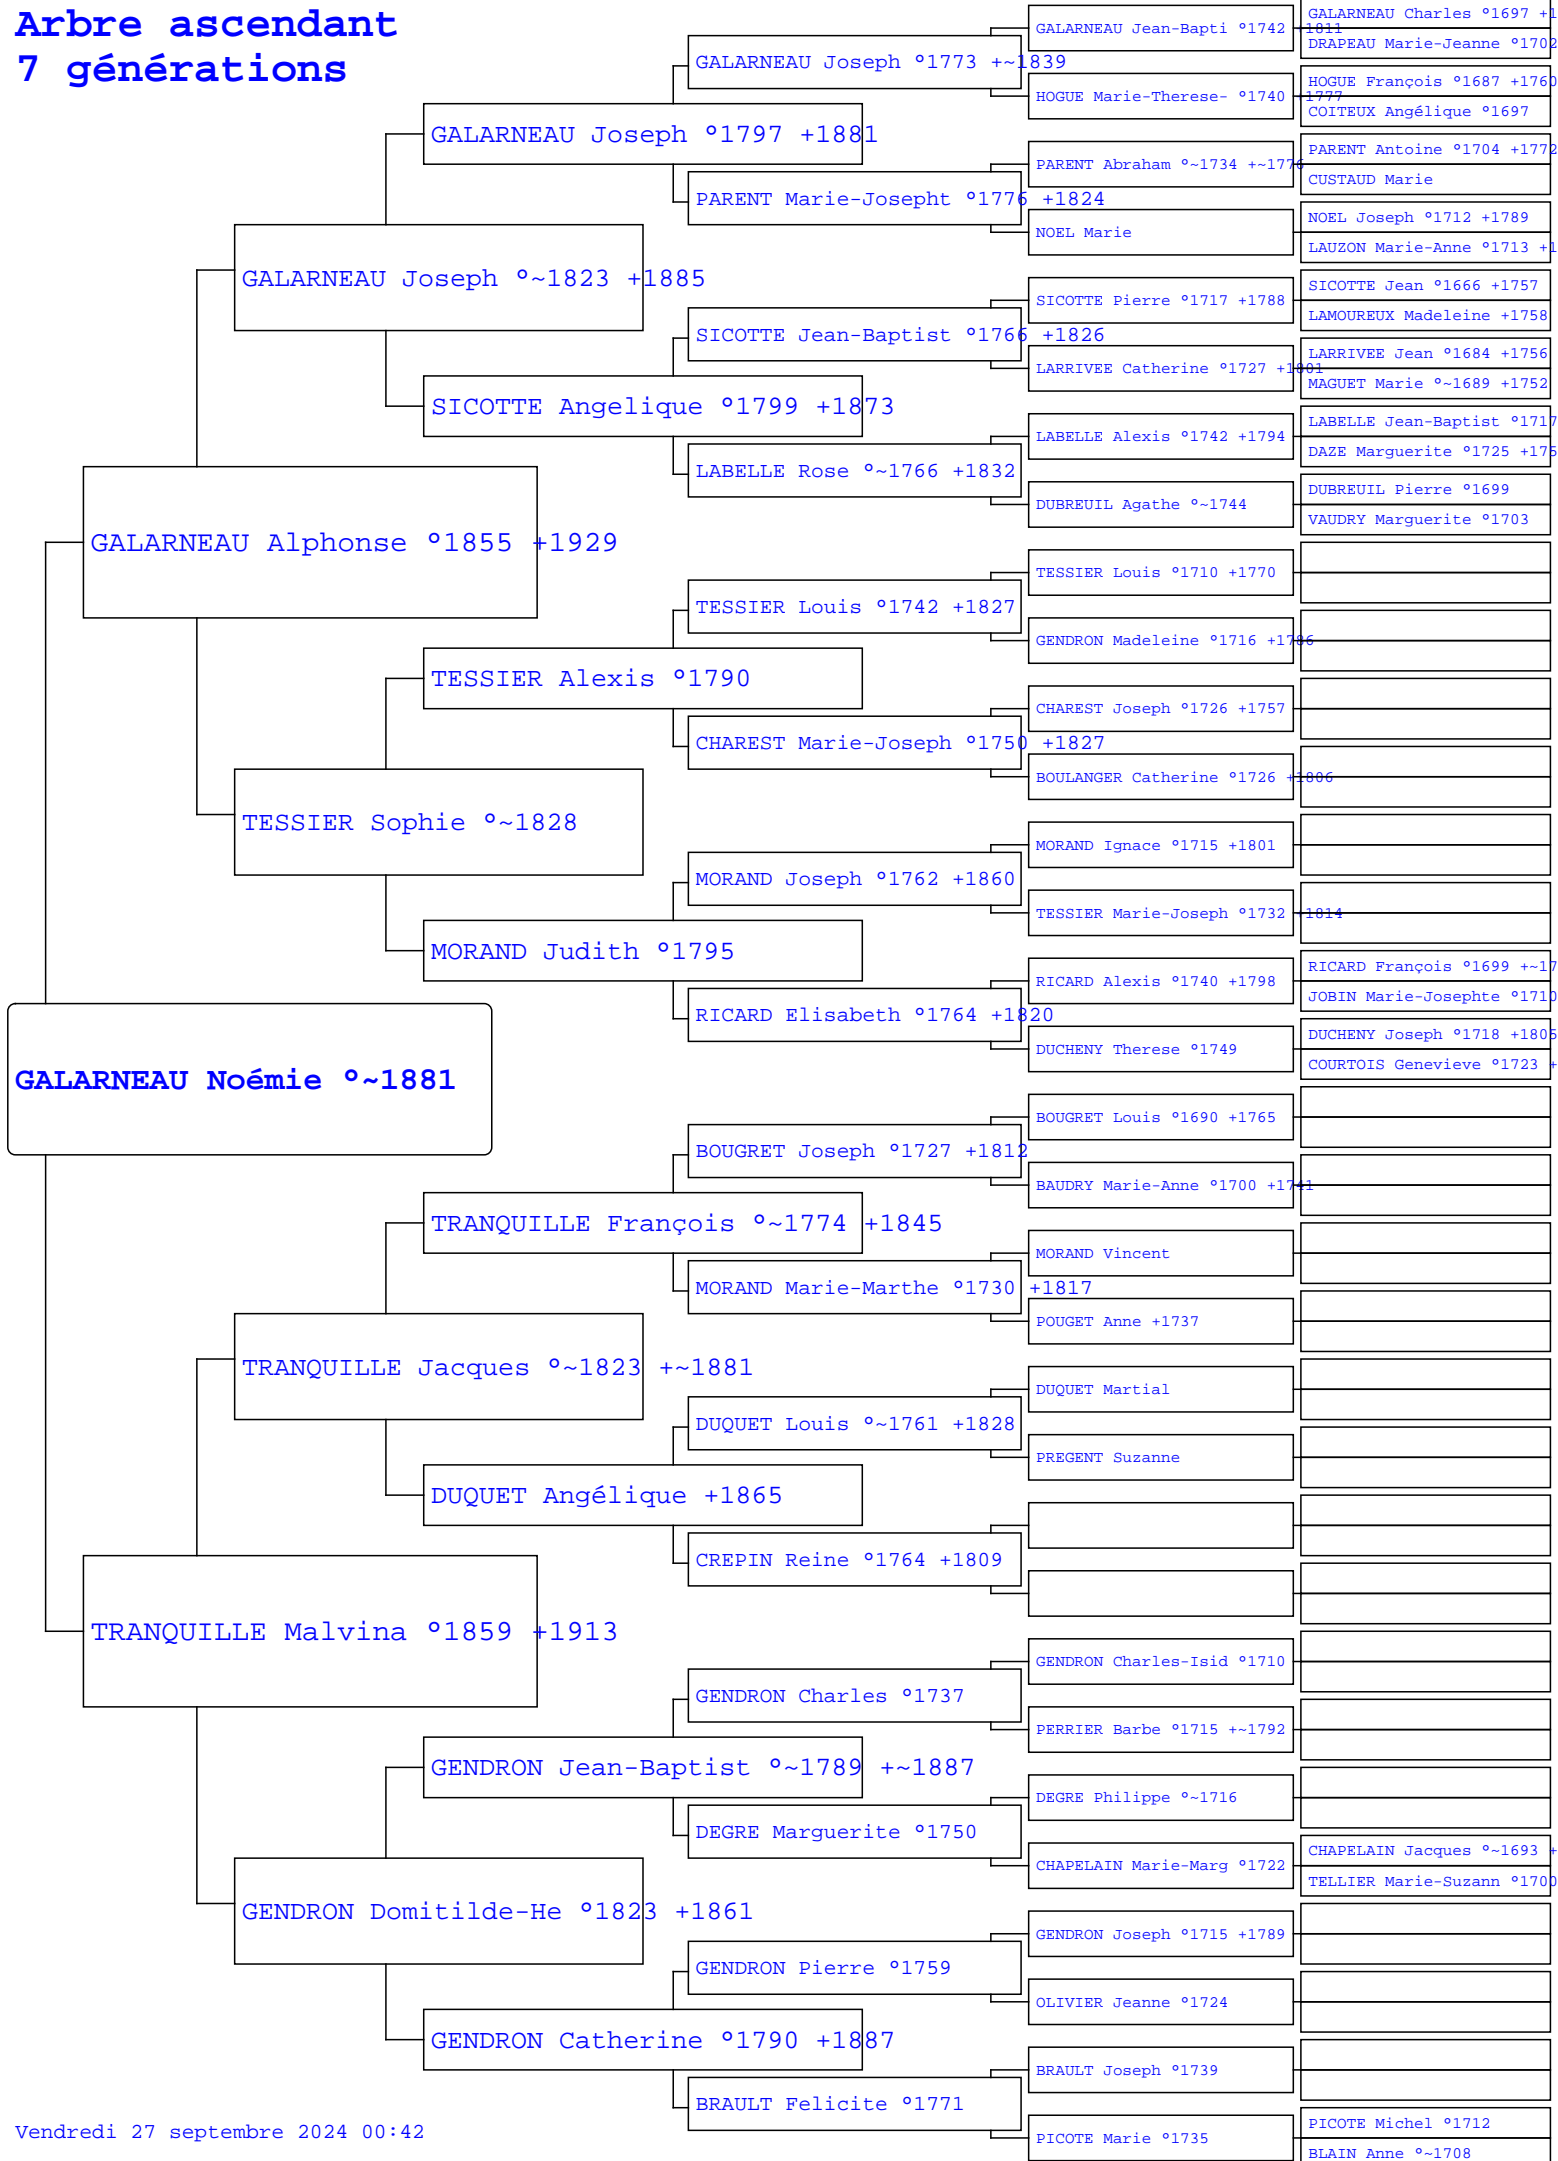 Arbre ascendant
7 générations
GALARNEAU Noémie °~1881
GALARNEAU Alphonse °1855 +1929
TRANQUILLE Malvina °1859 +1913
GALARNEAU Joseph °~1823 +1885
TESSIER Sophie °~1828
TRANQUILLE Jacques °~1823 +~1881
GENDRON Domitilde-He °1823 +1861
GALARNEAU Joseph °1797 +1881
SICOTTE Angelique °1799 +1873
TESSIER Alexis °1790
MORAND Judith °1795
TRANQUILLE François °~1774 +1845
DUQUET Angélique +1865
GENDRON Jean-Baptist °~1789 +~1887
GENDRON Catherine °1790 +1887
GALARNEAU Joseph °1773 +~1839
PARENT Marie-Josepht °1776 +1824
SICOTTE Jean-Baptist °1766 +1826
LABELLE Rose °~1766 +1832
TESSIER Louis °1742 +1827
CHAREST Marie-Joseph °1750 +1827
MORAND Joseph °1762 +1860
RICARD Elisabeth °1764 +1820
BOUGRET Joseph °1727 +1812
MORAND Marie-Marthe °1730 +1817
DUQUET Louis °~1761 +1828
CREPIN Reine °1764 +1809
GENDRON Charles °1737
DEGRE Marguerite °1750
GENDRON Pierre °1759
BRAULT Felicite °1771
GALARNEAU Jean-Bapti °1742 +1811
HOGUE Marie-Therese- °1740 +1777
PARENT Abraham °~1734 +~1776
NOEL Marie
SICOTTE Pierre °1717 +1788
LARRIVEE Catherine °1727 +1801
LABELLE Alexis °1742 +1794
DUBREUIL Agathe °~1744
TESSIER Louis °1710 +1770
GENDRON Madeleine °1716 +1786
CHAREST Joseph °1726 +1757
BOULANGER Catherine °1726 +1806
MORAND Ignace °1715 +1801
TESSIER Marie-Joseph °1732 +1814
RICARD Alexis °1740 +1798
DUCHENY Therese °1749
BOUGRET Louis °1690 +1765
BAUDRY Marie-Anne °1700 +1741
MORAND Vincent
POUGET Anne +1737
DUQUET Martial
PREGENT Suzanne
GENDRON Charles-Isid °1710
PERRIER Barbe °1715 +~1792
DEGRE Philippe °~1716
CHAPELAIN Marie-Marg °1722
GENDRON Joseph °1715 +1789
OLIVIER Jeanne °1724
BRAULT Joseph °1739
PICOTE Marie °1735
GALARNEAU Charles °1697 +1
DRAPEAU Marie-Jeanne °1702
HOGUE François °1687 +1760
COITEUX Angélique °1697
PARENT Antoine °1704 +1772
CUSTAUD Marie
NOEL Joseph °1712 +1789
LAUZON Marie-Anne °1713 +1
SICOTTE Jean °1666 +1757
LAMOUREUX Madeleine +1758
LARRIVEE Jean °1684 +1756
MAGUET Marie °~1689 +1752
LABELLE Jean-Baptist °1717
DAZE Marguerite °1725 +175
DUBREUIL Pierre °1699
VAUDRY Marguerite °1703
RICARD François °1699 +~17
JOBIN Marie-Josephte °1710
DUCHENY Joseph °1718 +1805
COURTOIS Genevieve °1723 +
CHAPELAIN Jacques °~1693 +
TELLIER Marie-Suzann °1700
PICOTE Michel °1712
BLAIN Anne °~1708
Vendredi 27 septembre 2024 00:42